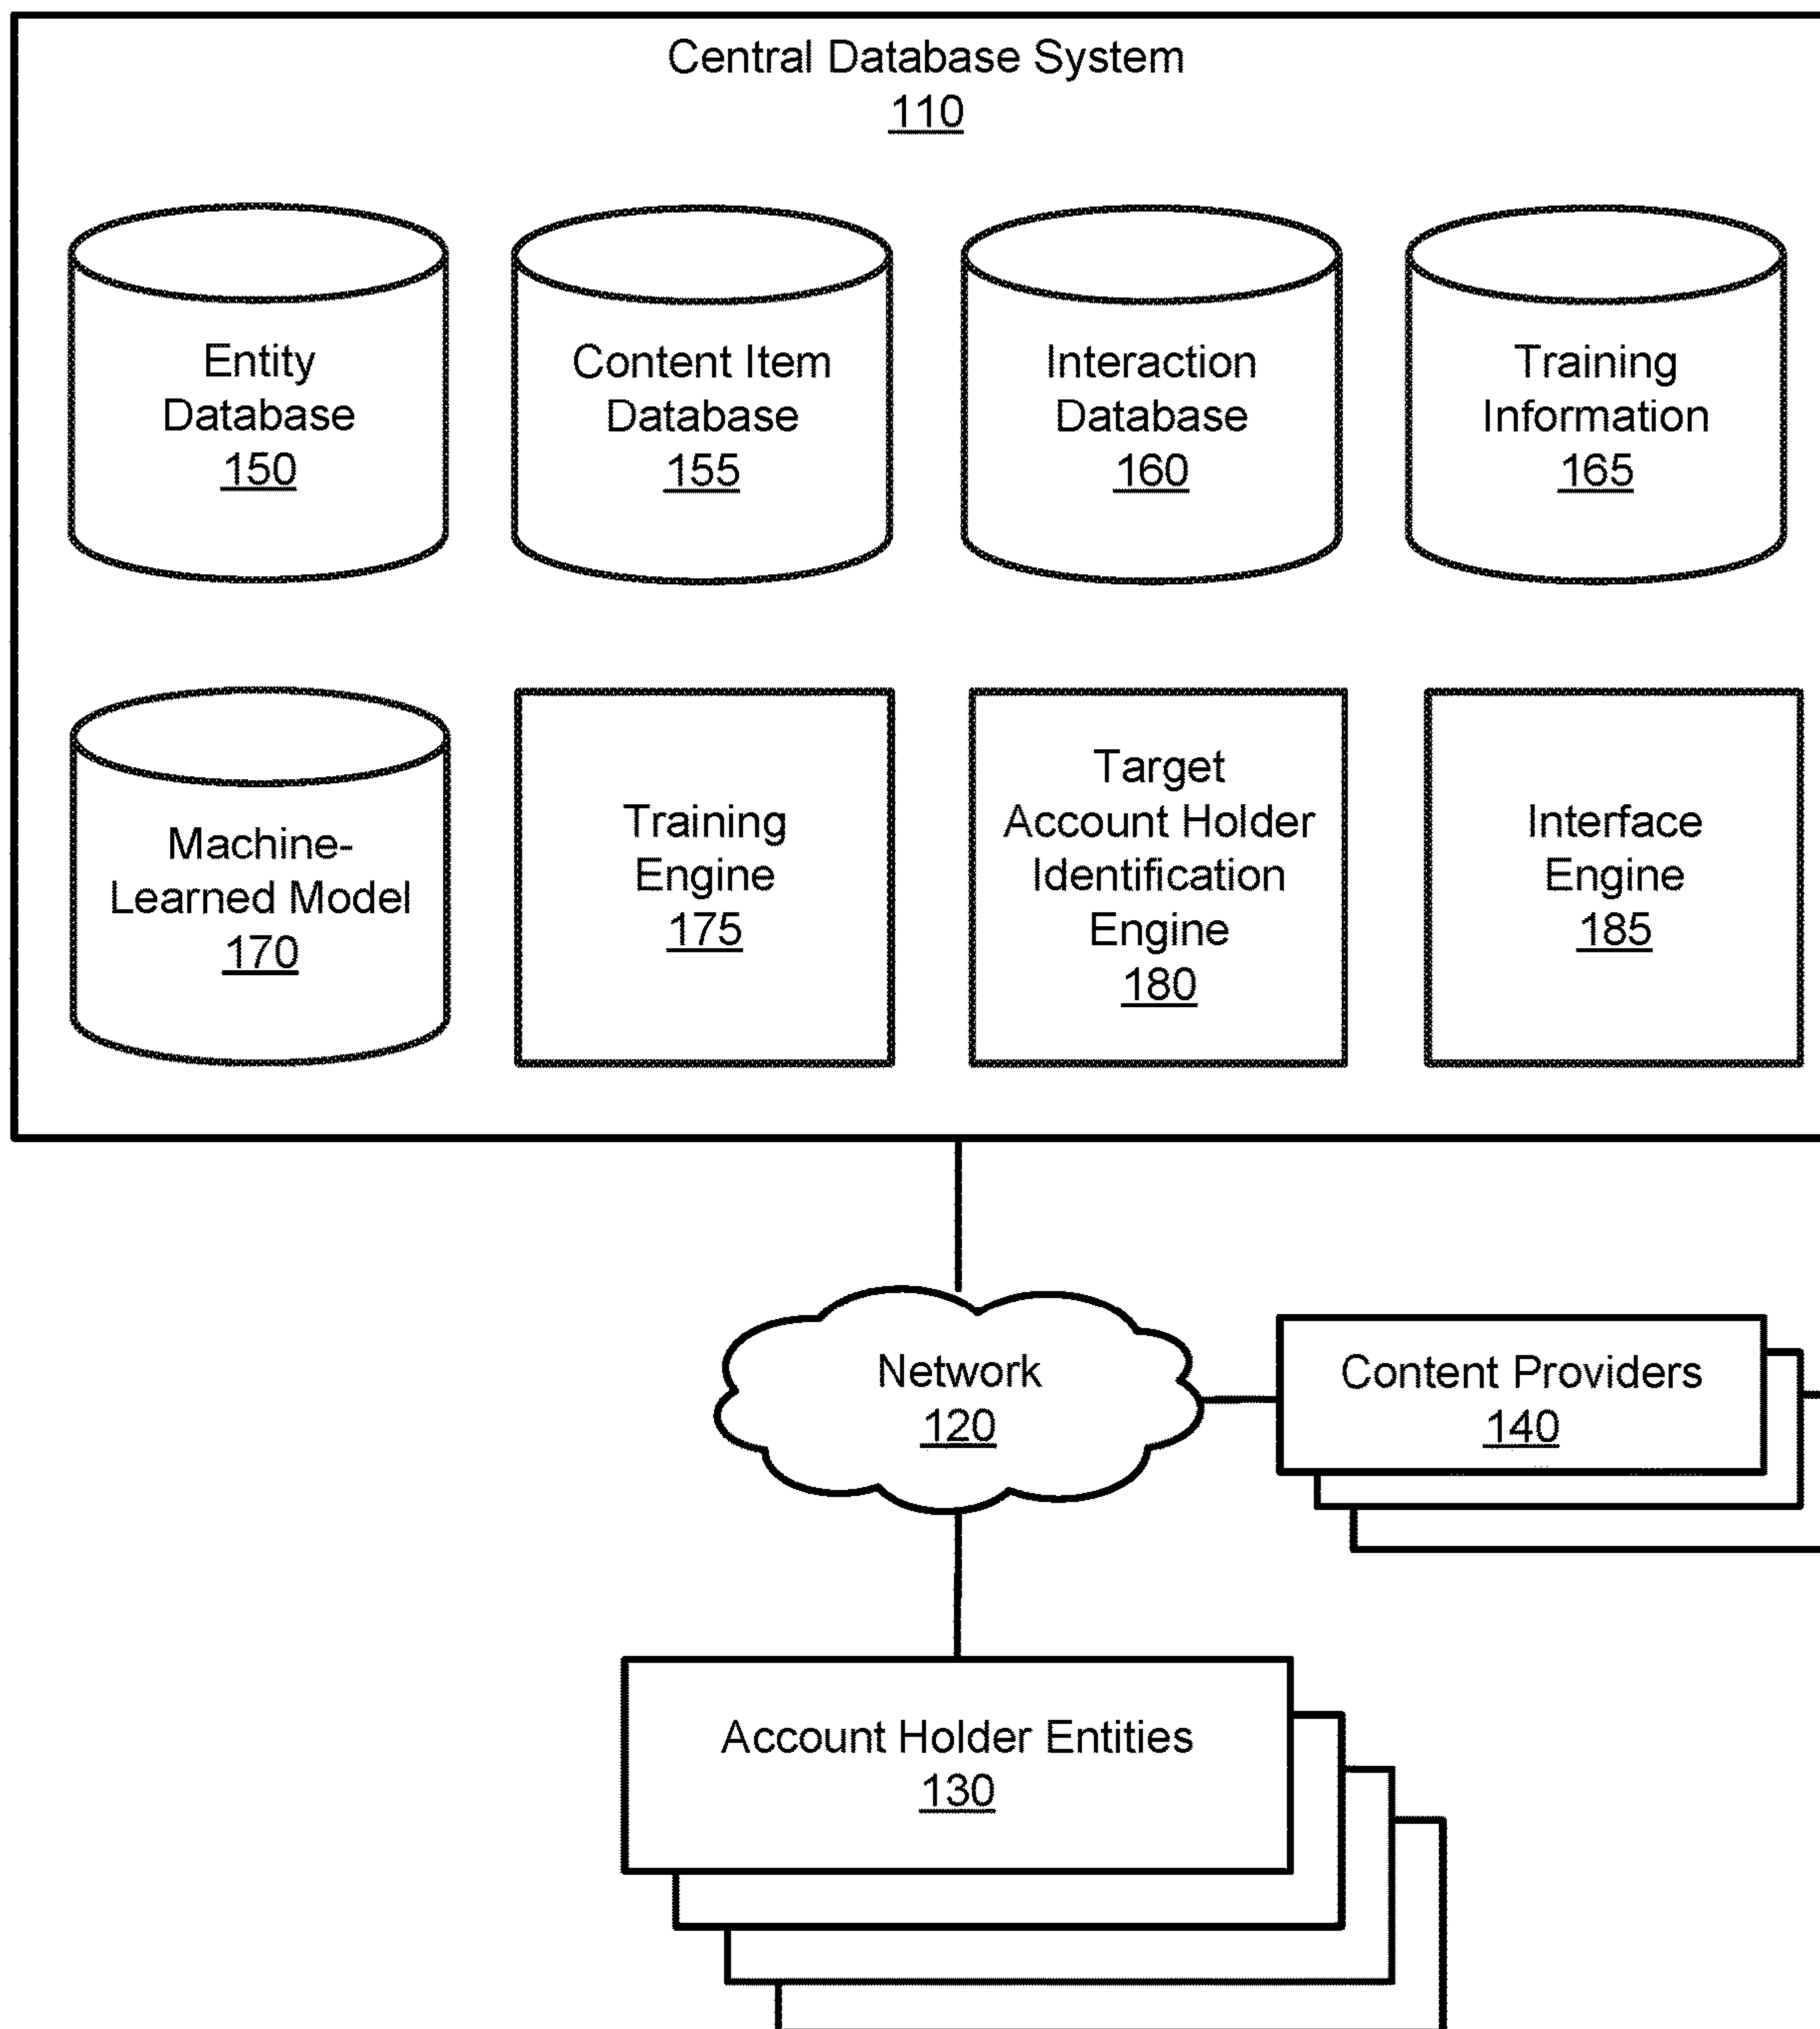 Central Database System
110
Entity
Database
150
Content Item
Database
155
Interaction
Database
160
Training
Information
165
Machine-
Learned Model
170
Training
Engine
175
Target
Account Holder
Identification
Engine
180
Interface
Engine
185
Network
120
Content Providers
140
Account Holder Entities
130